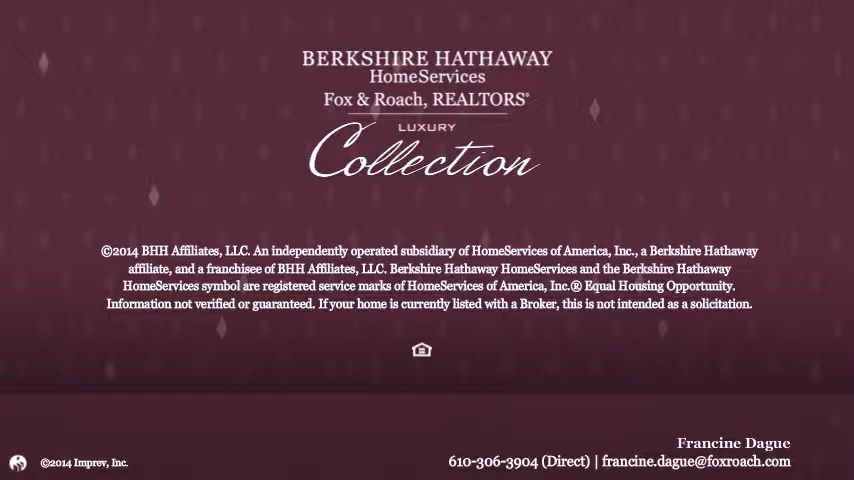 BERKSHIRE HATHAWAY
HomeServices
Fox & Roach, REALTORS®
LUXURY
Collection
©2014 BHH Affiliates, LLC. An independently operated subsidiary of HomeServices of America, Inc., a Berkshire Hathaway
affiliate, and a franchisee of BHH Affiliates, LLC. Berkshire Hathaway HomeServices and the Berkshire Hathaway
HomeServices symbol are registered service marks of HomeServices of America, Inc.® Equal Housing Opportunity.
Information not verified or guaranteed. If your home is currently listed with a Broker, this is not intended as a solicitation.
Francine Dague
610-306-3904 (Direct) | francine.dague@foxroach.com
©2014 Imprev, Inc.